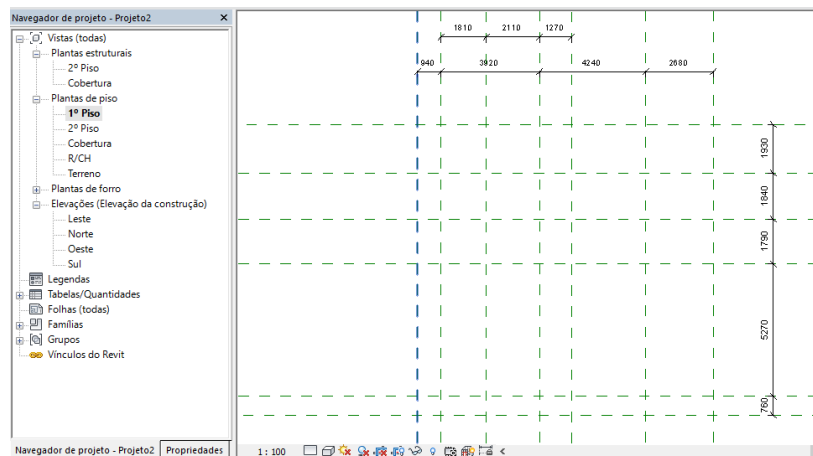 Navegador de projeto - Projeto2
Vistas (todas)
Plantas estruturais
2º Piso
Cobertura
Plantas de piso
1º Piso
2º Piso
Cobertura
R/CH
Terreno
Plantas de forro
Elevações (Elevação da construção)
Leste
Norte
Oeste
Sul
Legendas
Tabelas/Quantidades
Folhas (todas)
Famílias
Grupos
Vínculos do Revit
Navegador de projeto - Projeto2 Propriedades
1810 2110 1270
940 3920 4240 2680
1930
1840
1790
5270
760
1 : 100